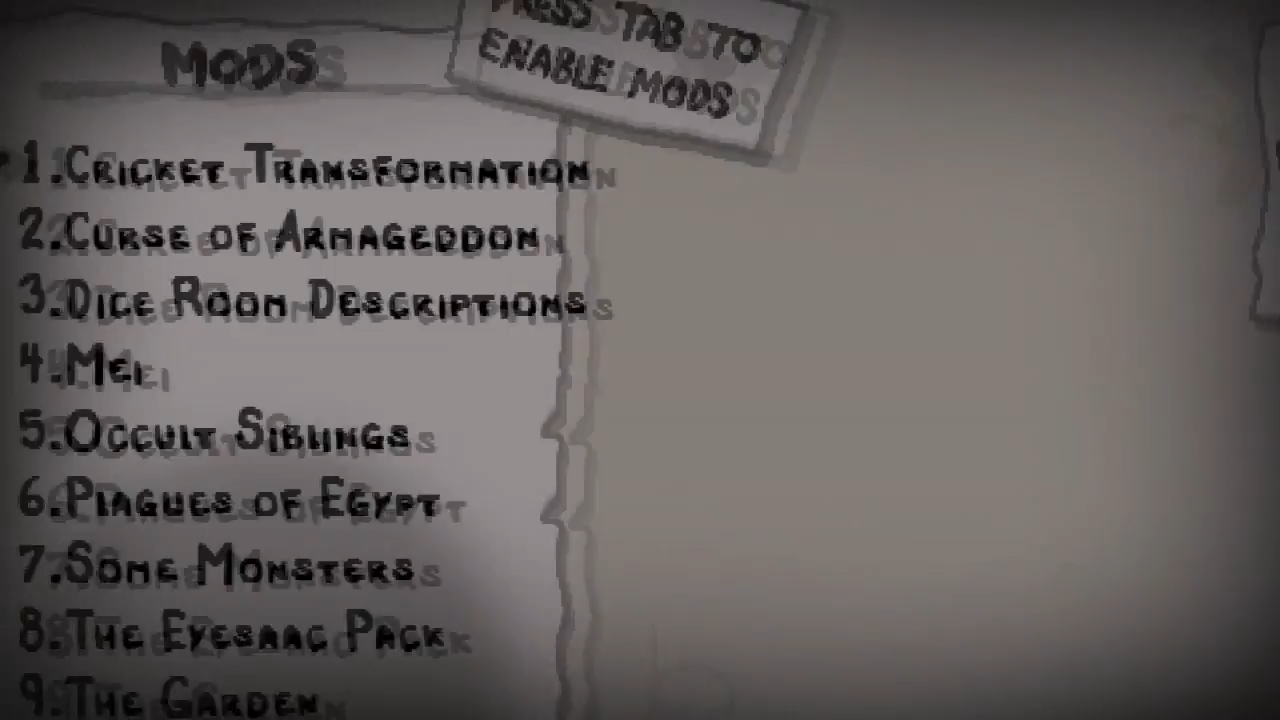 PRESS TAB TO
ENABLE MODS
MODS
1.CRICKET TRANSFORMATION
2.CURSE OF ARMAGEDDON
3.DICE ROOM DESCRIPTIONS
4.MEI
5.OCCULT SIBLINGS
6.PLAGUES OF EGYPT
7.SOME MONSTERS
8.THE EYESAAC PACK
9.THE GARDEN